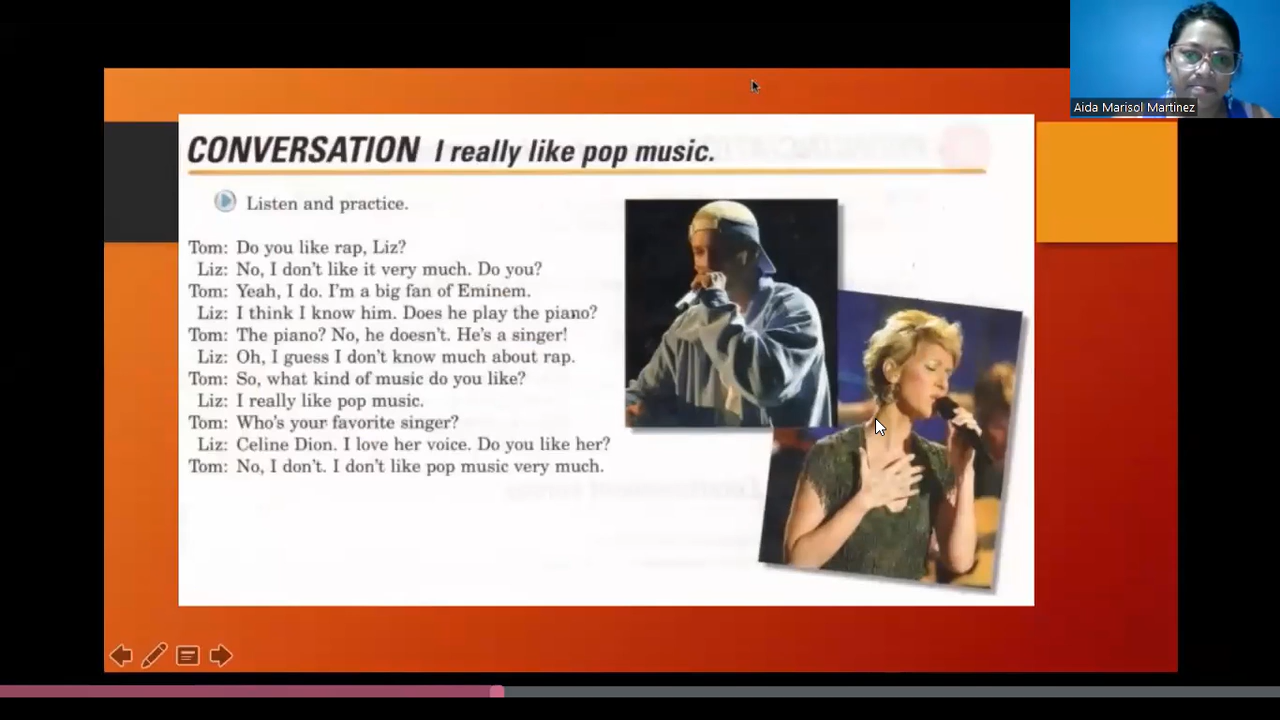 Aida Marisol Martinez
CONVERSATION I really like pop music.
Listen and practice.
Tom: Do you like rap, Liz?
Liz: No, I don't like it very much. Do you?
Tom: Yeah, I do. I'm a big fan of Eminem.
Liz: I think I know him. Does he play the piano?
Tom: The piano? No, he doesn't. He's a singer!
Liz: Oh, I guess I don't know much about rap.
Tom: So, what kind of music do you like?
Liz: I really like pop music.
Tom: Who's your favorite singer?
Liz: Celine Dion. I love her voice. Do you like her?
Tom: No, I don't. I don't like pop music very much.